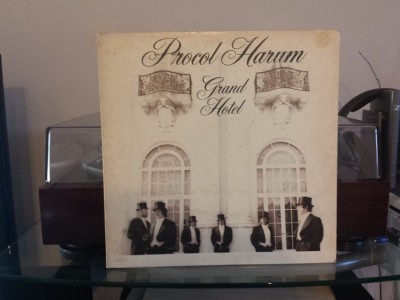 Procol Harum
Grand
Hotel